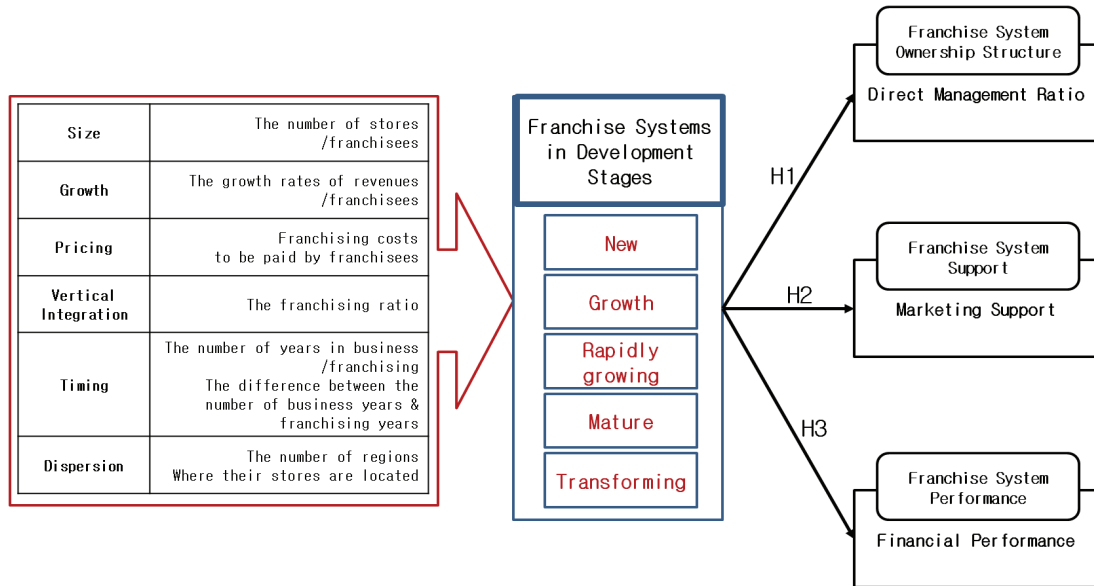 Size
The number of stores
/franchisees
Growth
The growth rates of revenues
/franchisees
Pricing
Franchising costs
to be paid by franchisees
Vertical
Integration
The franchising ratio
Timing
The number of years in business
/franchising
The difference between the
number of business years &
franchising years
Dispersion
The number of regions
Where their stores are located
Franchise Systems
in Development
Stages
New
Growth
Rapidly
growing
Mature
Transforming
H1
H2
H3
Franchise System
Ownership Structure
Direct Management Ratio
Franchise System
Support
Marketing Support
Franchise System
Performance
Financial Performance